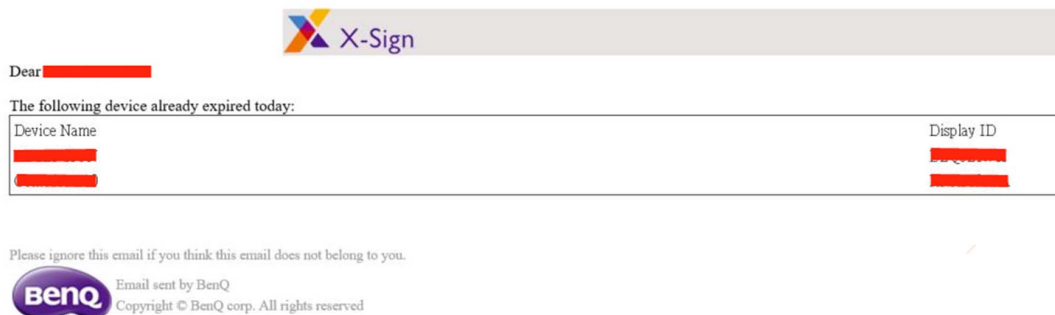 X-Sign
Dear
The following device already expired today:
Device Name Display ID
Please ignore this email if you think this email does not belong to you.
BenQ
Email sent by BenQ
Copyright © BenQ corp. All rights reserved